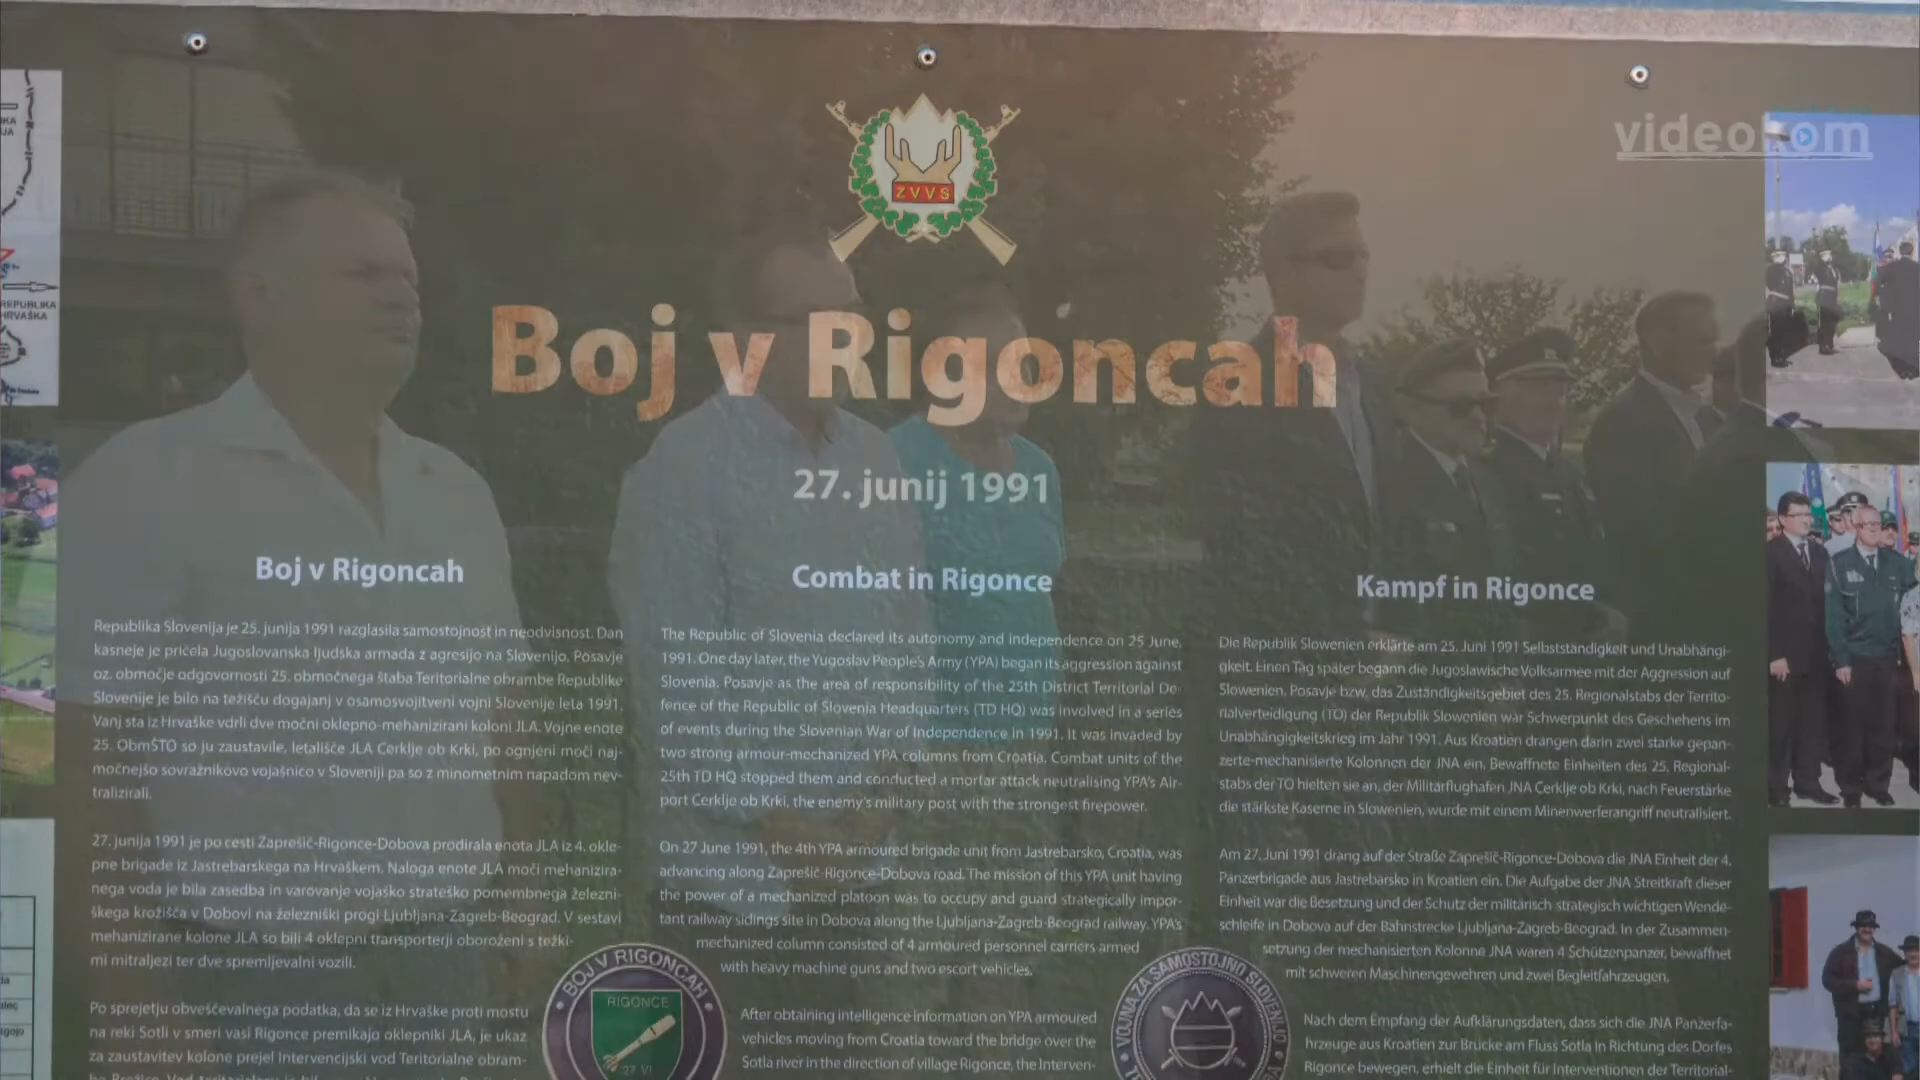 videokom
ZVVS
Boj v Rigoncah
27. junij 1991
Boj v Rigoncah
Republika Slovenija je 25. junija 1991 razglasila samostojnost in neodvisnost. Dan
kasneje je pričela Jugoslovanska ljudska armada z agresijo na Slovenijo. Posavje
oz. območje odgovornosti 25. območnega štaba Teritorialne obrambe Republike
Slovenije je bilo na težišču dogajanj v osamosvojitveni vojni Slovenije leta 1991.
Vanj sta iz Hrvaške vdrli dve močni oklepno-mehanizirani koloni JLA. Vojne enote
25. ObmŠTO so ju zaustavile, letališče JLA Cerklje ob Krki, po ognjeni moči naj-
močnejšo sovražnikovo vojašnico v Sloveniji pa so z minometnim napadom nev-
tralizirali.
27. junija 1991 je po cesti Zaprešič-Rigonce-Dobova prodirala enota JLA iz 4. okle-
pne brigade iz Jastrebarskega na Hrvaškem. Naloga enote JLA moči mehanizira-
nega voda je bila zasedba in varovanje vojaško strateško pomembnega železni-
škega krožišča v Dobovi na železniški progi Ljubljana-Zagreb-Beograd. V sestavi
mehanizirane kolone JLA so bili 4 oklepni transporterji oboroženi s težki-
mi mitraljezi ter dve spremljevalni vozili.
Po sprejetju obveščevalnega podatka, da se iz Hrvaške proti mostu
na reki Sotli v smeri vasi Rigonce premikajo oklepniki JLA, je ukaz
za zaustavitev kolone prejel Intervencijski vod Teritorialne obram-
Combat in Rigonce
The Republic of Slovenia declared its autonomy and independence on 25 June,
1991. One day later, the Yugoslav People's Army (YPA) began its aggression against
Slovenia. Posavje as the area of responsibility of the 25th District Territorial De-
fence of the Republic of Slovenia Headquarters (TD HQ) was involved in a series
of events during the Slovenian War of Independence in 1991. It was invaded by
two strong armour-mechanized YPA columns from Croatia. Combat units of the
25th TD HQ stopped them and conducted a mortar attack neutralising YPA's Air-
port Cerklje ob Krki, the enemy's military post with the strongest firepower.
On 27 June 1991, the 4th YPA armoured brigade unit from Jastrebarsko, Croatia, was
advancing along Zaprešič-Rigonce-Dobova road. The mission of this YPA unit having
the power of a mechanized platoon was to occupy and guard strategically impor-
tant railway sidings site in Dobova along the Ljubljana-Zagreb-Beograd railway. YPA's
mechanized column consisted of 4 armoured personnel carriers armed
with heavy machine guns and two escort vehicles.
After obtaining intelligence information on YPA armoured
vehicles moving from Croatia toward the bridge over the
Sotla river in the direction of village Rigonce, the Interven-
Kampf in Rigonce
Die Republik Slowenien erklärte am 25. Juni 1991 Selbstständigkeit und Unabhängi-
gkeit. Einen Tag später begann die Jugoslawische Volksarmee mit der Aggression auf
Slowenien. Posavje bzw. das Zuständigkeitsgebiet des 25. Regionalstabs der Territo-
rialverteidigung (TO) der Republik Slowenien war Schwerpunkt des Geschehens im
Unabhängigkeitskrieg im Jahr 1991. Aus Kroatien drangen darin zwei starke gepan-
zerte-mechanisierte Kolonnen der JNA ein. Bewaffnete Einheiten des 25. Regional-
stabs der TO hielten sie an, der Militärflughafen JNA Cerklje ob Krki, nach Feuerstärke
die stärkste Kaserne in Slowenien, wurde mit einem Minenwerferangriff neutralisiert.
Am 27. Juni 1991 drang auf der Straße Zaprešič-Rigonce-Dobova die JNA Einheit der 4.
Panzerbrigade aus Jastrebarsko in Kroatien ein. Die Aufgabe der JNA Streitkraft dieser
Einheit war die Besetzung und der Schutz der militärisch strategisch wichtigen Wende-
schleife in Dobova auf der Bahnstrecke Ljubljana-Zagreb-Beograd. In der Zusammen-
setzung der mechanisierten Kolonne JNA waren 4 Schützenpanzer, bewaffnet
mit schweren Maschinengewehren und zwei Begleitfahrzeugen.
Nach dem Empfang der Aufklärungsdaten, dass sich die JNA Panzerfa-
hrzeuge aus Kroatien zur Brücke am Fluss Sotla in Richtung des Dorfes
Rigonce bewegen, erhielt die Einheit für Interventionen der Territorial-
BOJ V RIGONCAH
RIGONCE
27 VI
VOJNA ZA SAMOSTOJNO SLOVENIJO
REPUBLIKA
HRVAŠKA